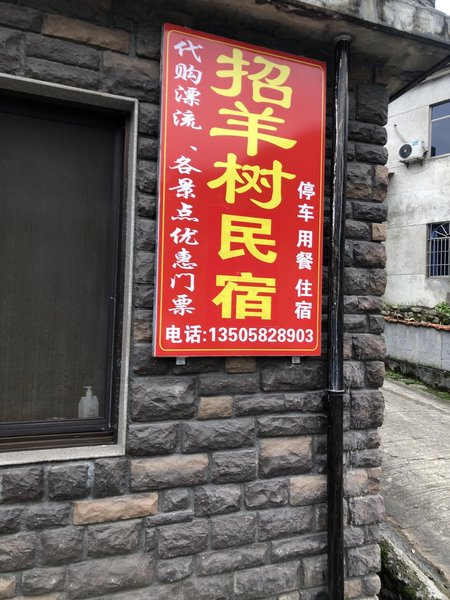 招羊树民宿
代购漂流、各景点优惠门票
停车 用餐 住宿
电话:13505828903